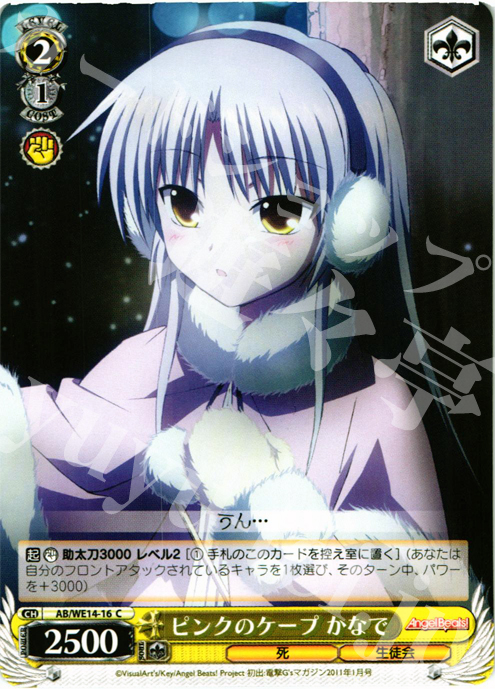 LEVEL
2
1
COST
うん…
起 助太刀3000 レベル2 [① 手札のこのカードを控え室に置く] (あなたは
自分のフロントアタックされているキャラを1枚選び、そのターン中、パワー
を+3000)
CH AB/WE14-16 C
POWER 2500 SOUL ピンクのケープ かなで Angel Beats!
死 生徒会
©VisualArt's/Key/Angel Beats! Project 初出:電撃G'sマガジン2011年1月号